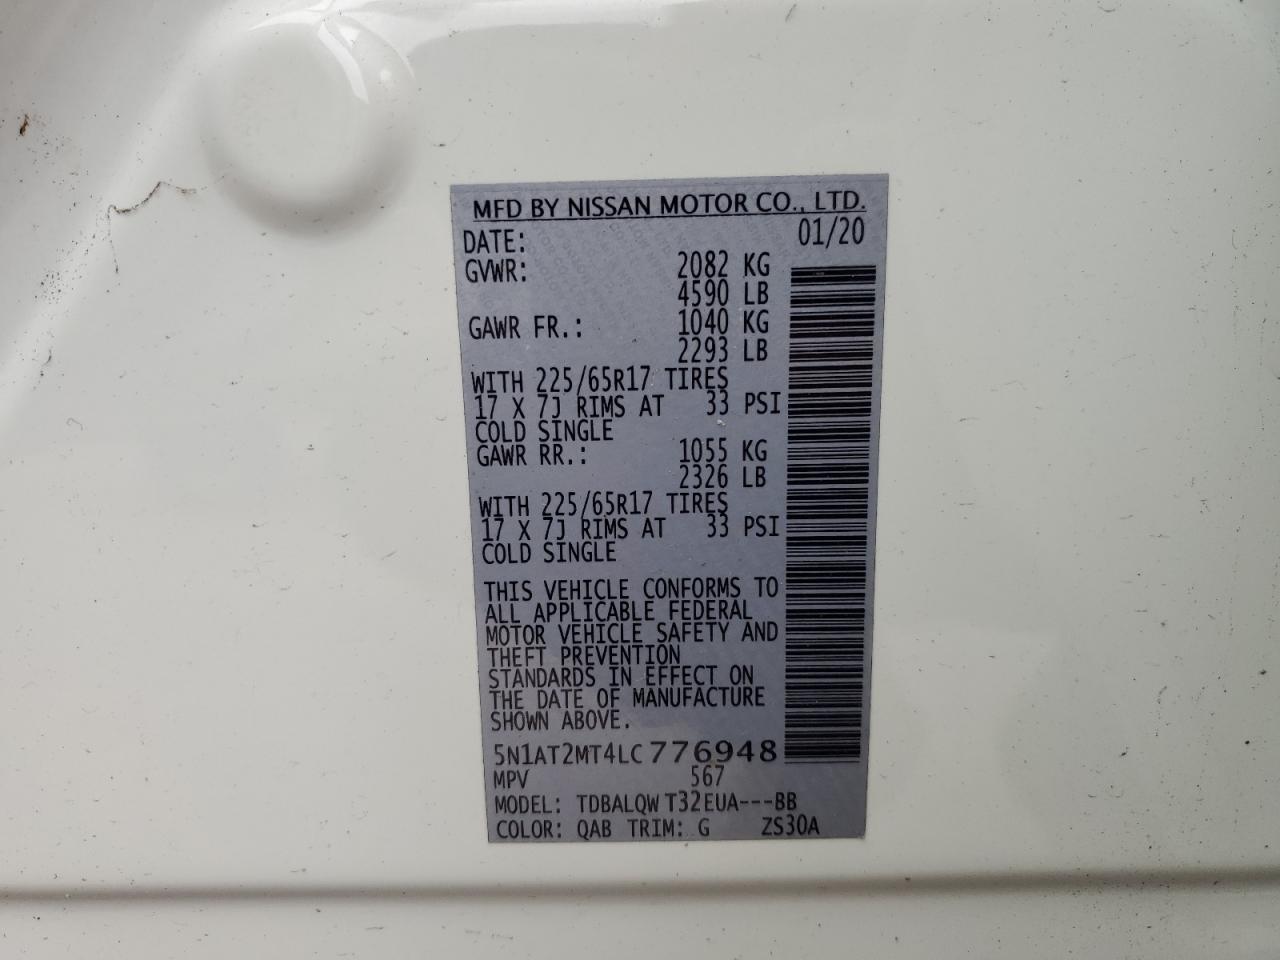 MFD BY NISSAN MOTOR CO., LTD.
DATE: 01/20
GVWR: 2082 KG
4590 LB
GAWR FR.: 1040 KG
2293 LB
WITH 225/65R17 TIRES
17 X 7J RIMS AT 33 PSI
COLD SINGLE
GAWR RR.: 1055 KG
2326 LB
WITH 225/65R17 TIRES
17 X 7J RIMS AT 33 PSI
COLD SINGLE
THIS VEHICLE CONFORMS TO
ALL APPLICABLE FEDERAL
MOTOR VEHICLE SAFETY AND
THEFT PREVENTION
STANDARDS IN EFFECT ON
THE DATE OF MANUFACTURE
SHOWN ABOVE.
5N1AT2MT4LC776948
MPV 567
MODEL: TDBALQW T32EUA---BB
COLOR: QAB TRIM: G ZS30A